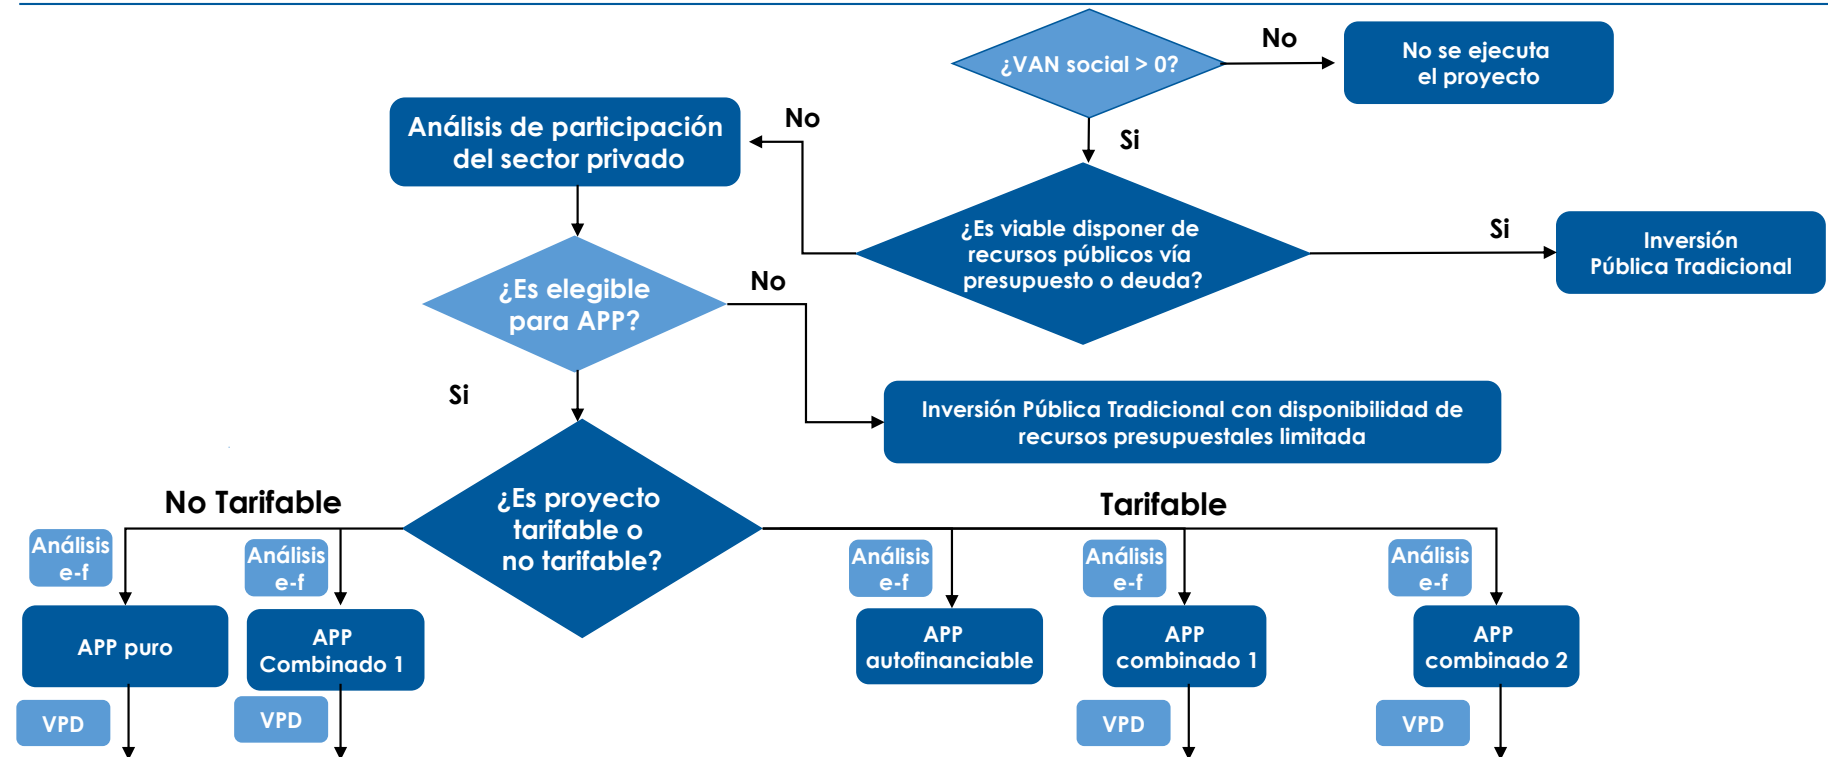 ¿VAN social > 0?
No
No se ejecuta
el proyecto
Si
Análisis de participación
del sector privado
No
¿Es viable disponer de
recursos públicos vía
presupuesto o deuda?
Si
Inversión
Pública Tradicional
¿Es elegible
para APP?
No
Si
Inversión Pública Tradicional con disponibilidad de
recursos presupuestales limitada
¿Es proyecto
tarifable o
no tarifable?
No Tarifable
Tarifable
Análisis
e-f
Análisis
e-f
Análisis
e-f
Análisis
e-f
Análisis
e-f
APP puro
APP
Combinado 1
APP
autofinanciable
APP
combinado 1
APP
combinado 2
VPD
VPD
VPD
VPD